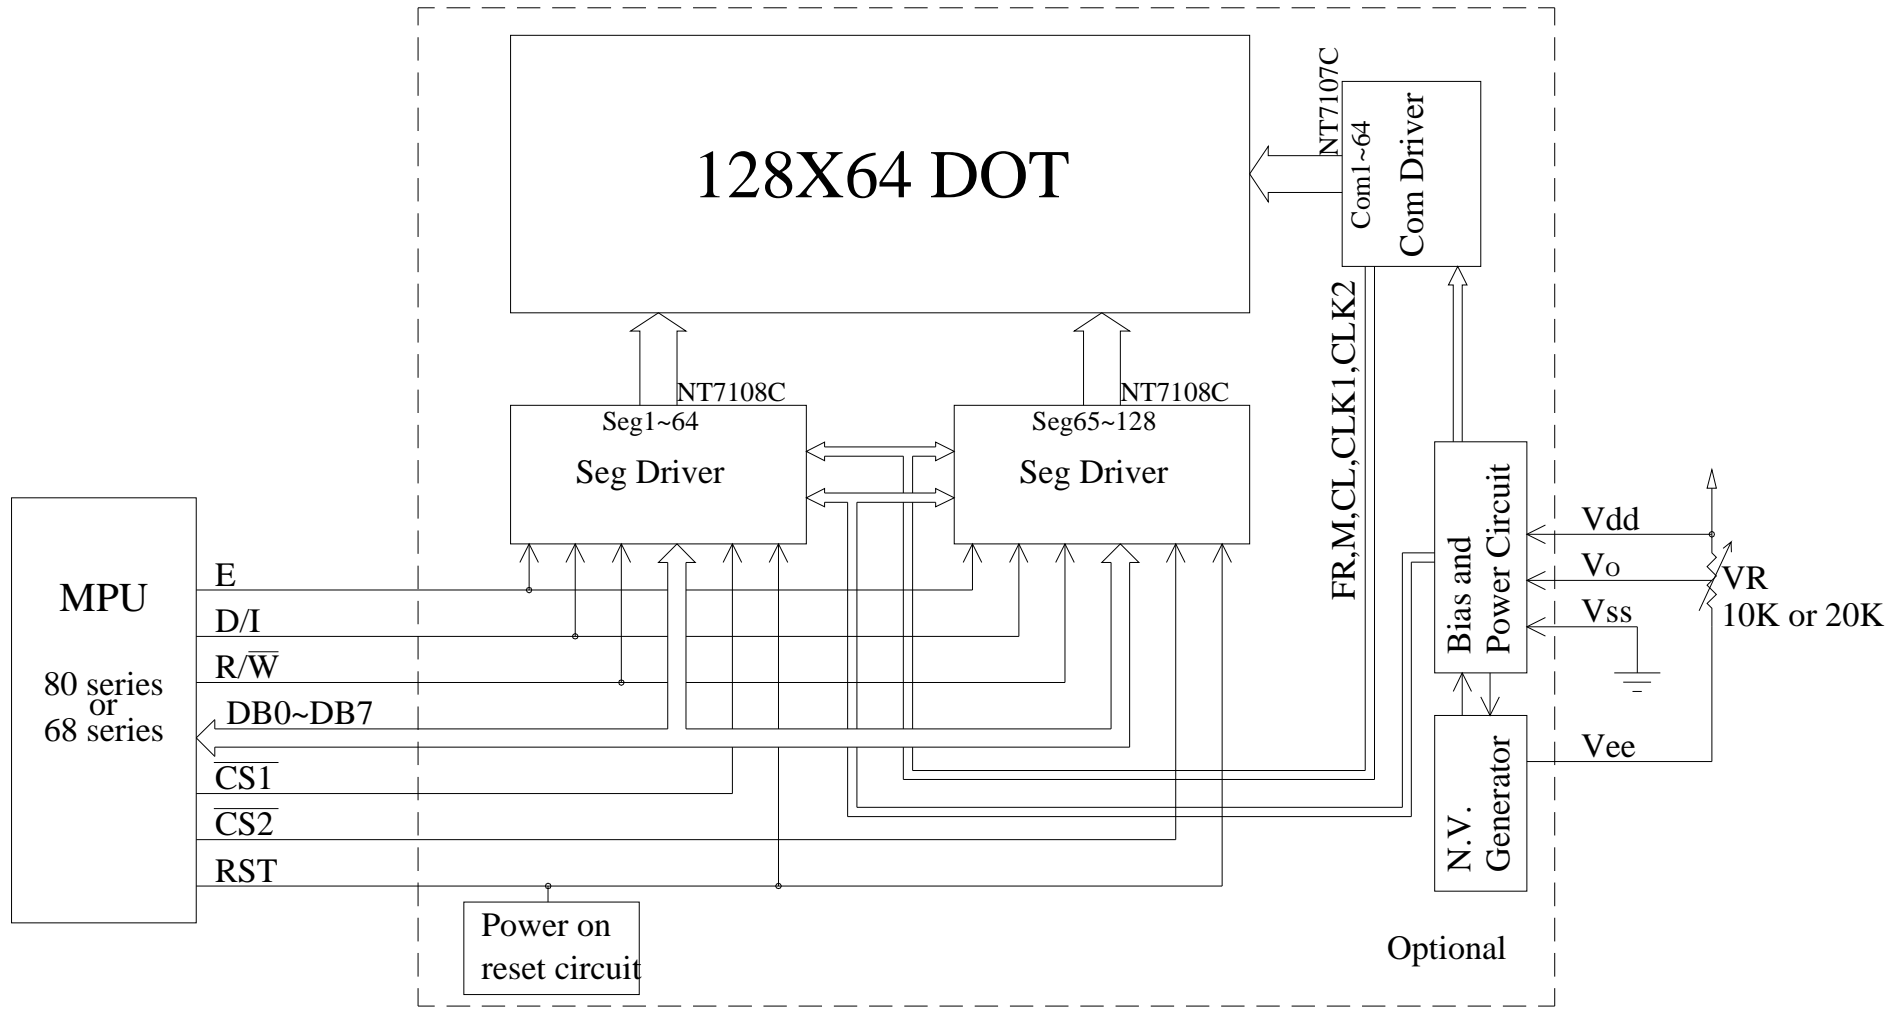 128X64 DOT
NT7107C
Com1~64
Com Driver
FR,M,CL,CLK1,CLK2
NT7108C
Seg1~64
Seg Driver
NT7108C
Seg65~128
Seg Driver
MPU
80 series
or
68 series
E
D/I
R/W̅
DB0~DB7
C̅S̅1̅
C̅S̅2̅
RST
Power on
reset circuit
Bias and
Power Circuit
N.V.
Generator
Vdd
Vo
Vss
Vee
VR
10K or 20K
Optional